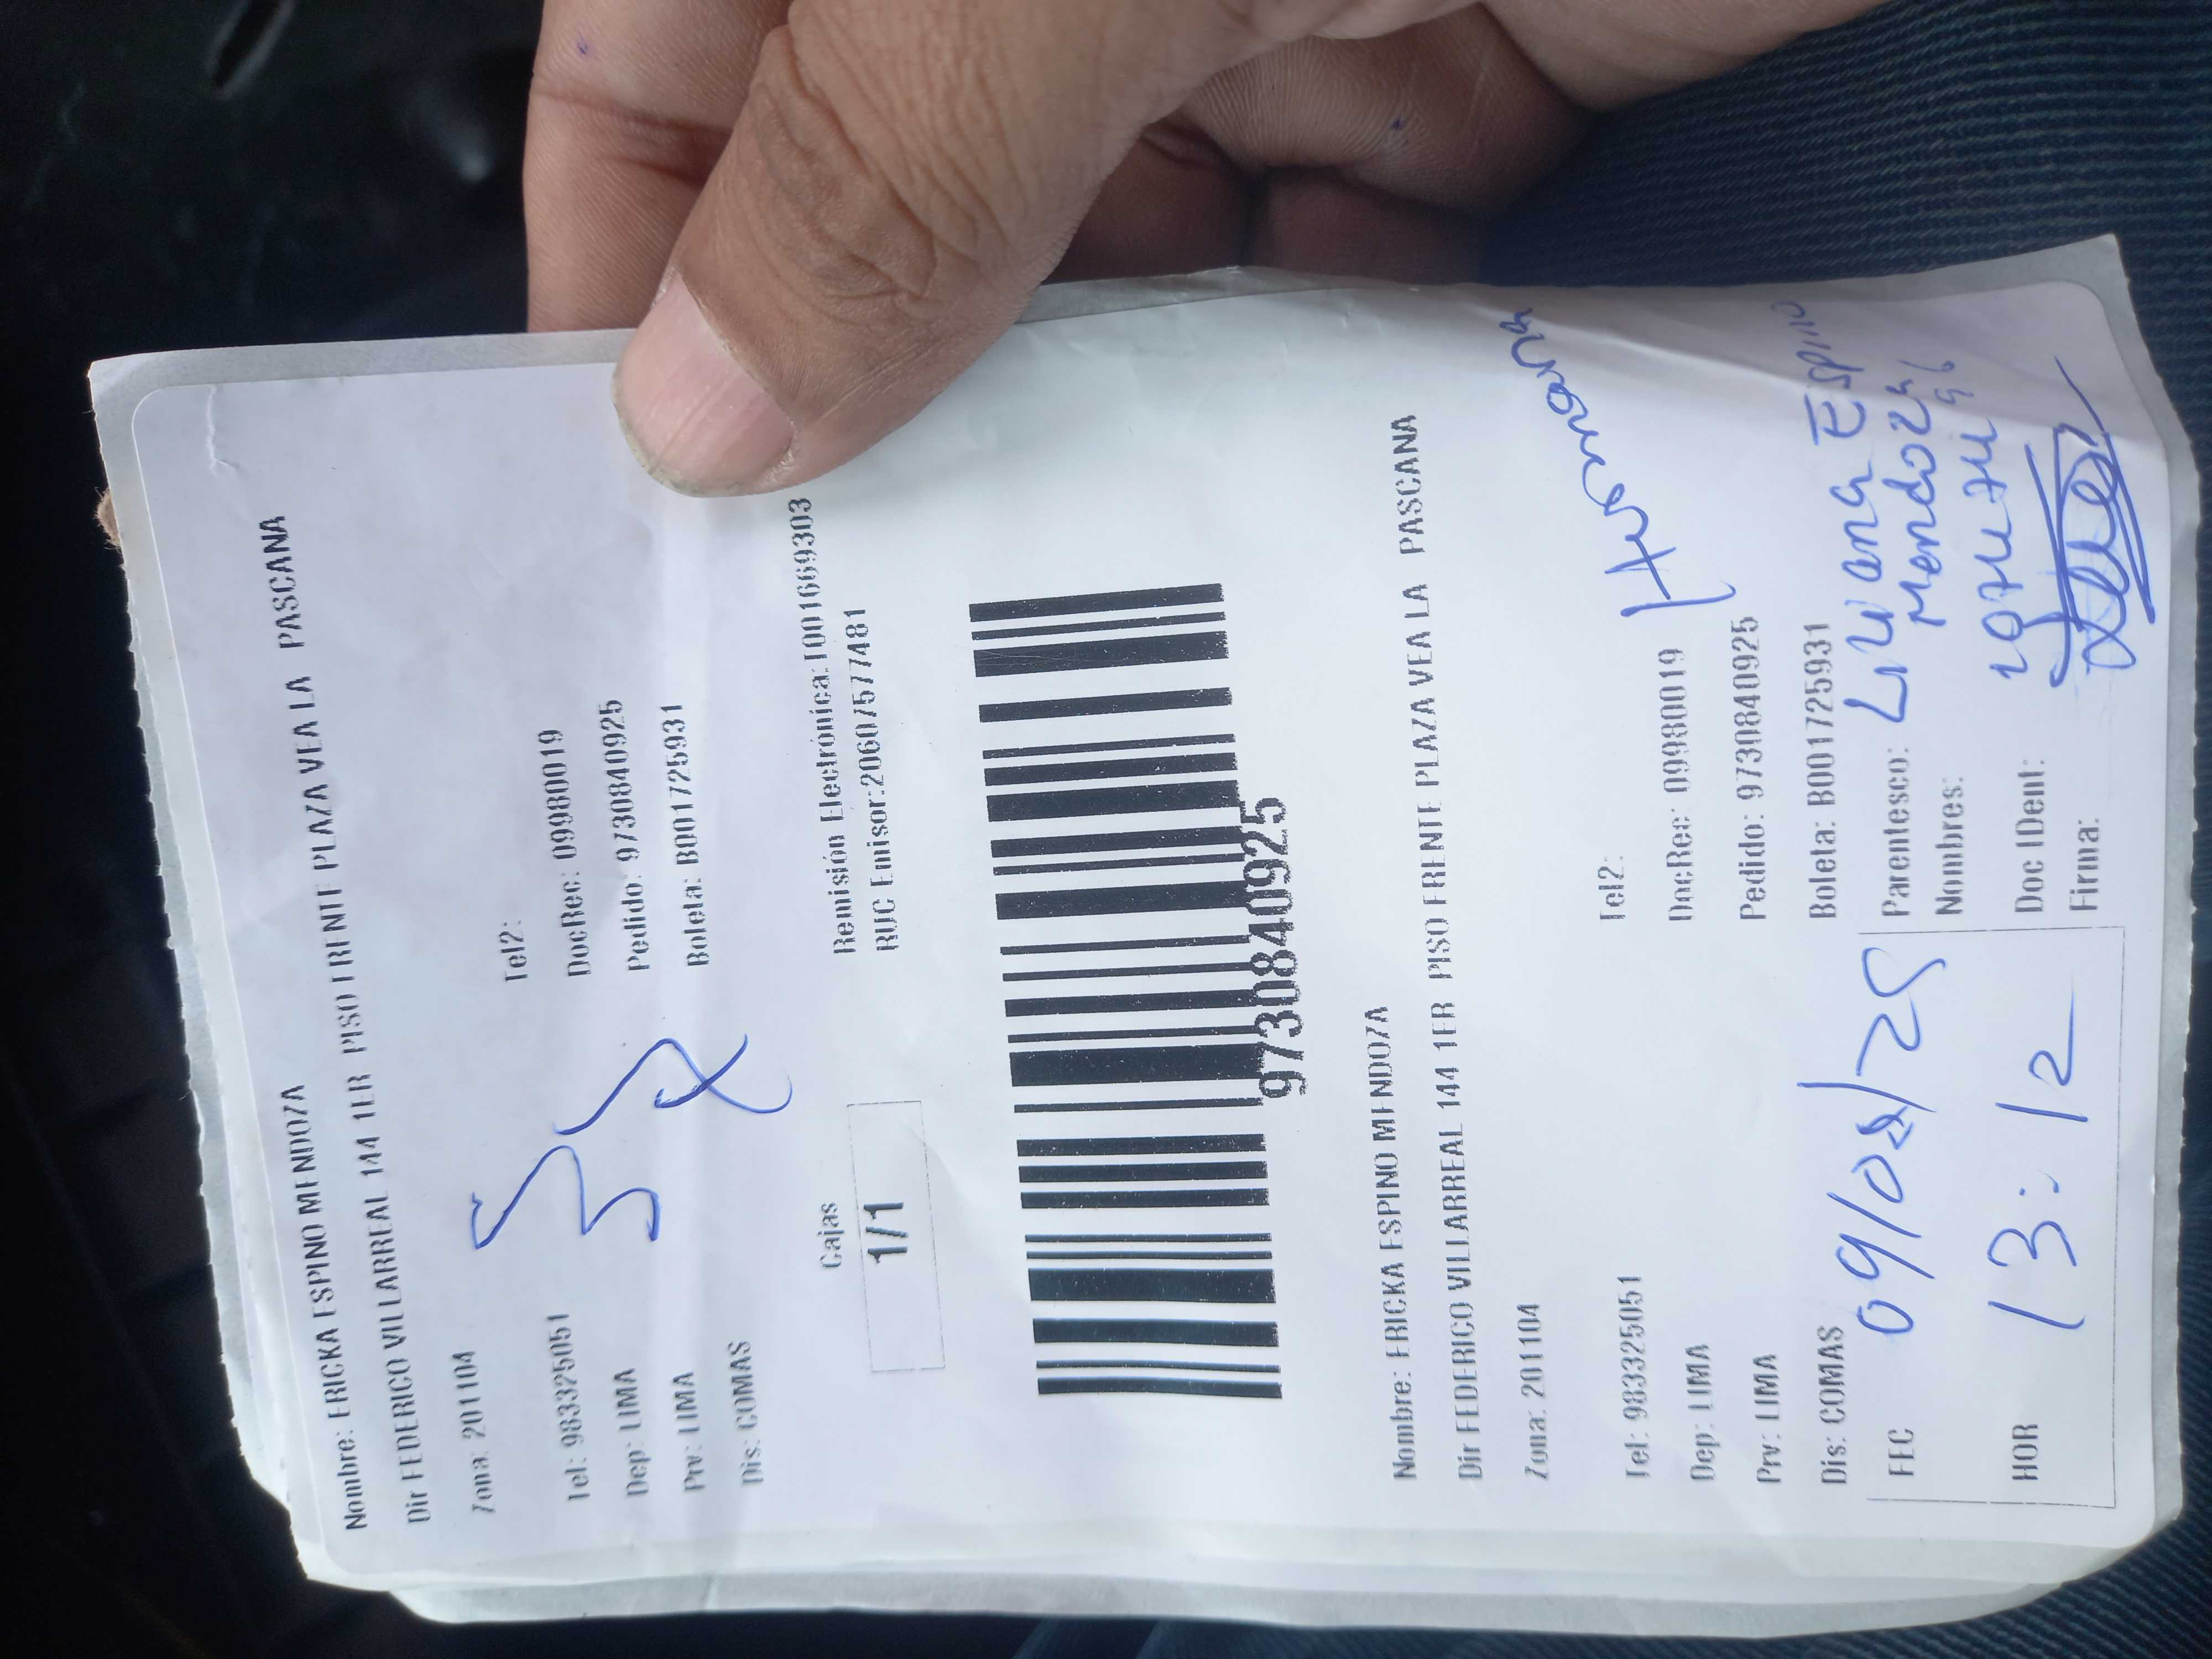 Nombre: ERICKA ESPINO MENDOZA
Dir FEDERICO VILLARREAL 144 1ER PISO FRENTE PLAZA VEA LA PASCANA
Zona: 201104
Tel: 983325051
Tel2:
Dep: LIMA
DocRec: 09980019
Prv: LIMA
Pedido: 9730840925
Dis: COMAS
Boleta: B001725931
Cajas
1/1
Remisión Electrónica:T001669303
RUC Emisor:20607577481
9730840925
Nombre: ERICKA ESPINO MENDOZA
Dir FEDERICO VILLARREAL 144 1ER PISO FRENTE PLAZA VEA LA PASCANA
Zona: 201104
Tel: 983325051
Tel2:
Hermana
Dep: LIMA
DocRec: 09980019
Prv: LIMA
Pedido: 9730840925
Dis: COMAS
Boleta: B001725931
FEC 09/09/25
Parentesco: Liliana Espino
Nombres: Mendoza
HOR 13:12
Doc IDent:
Firma: